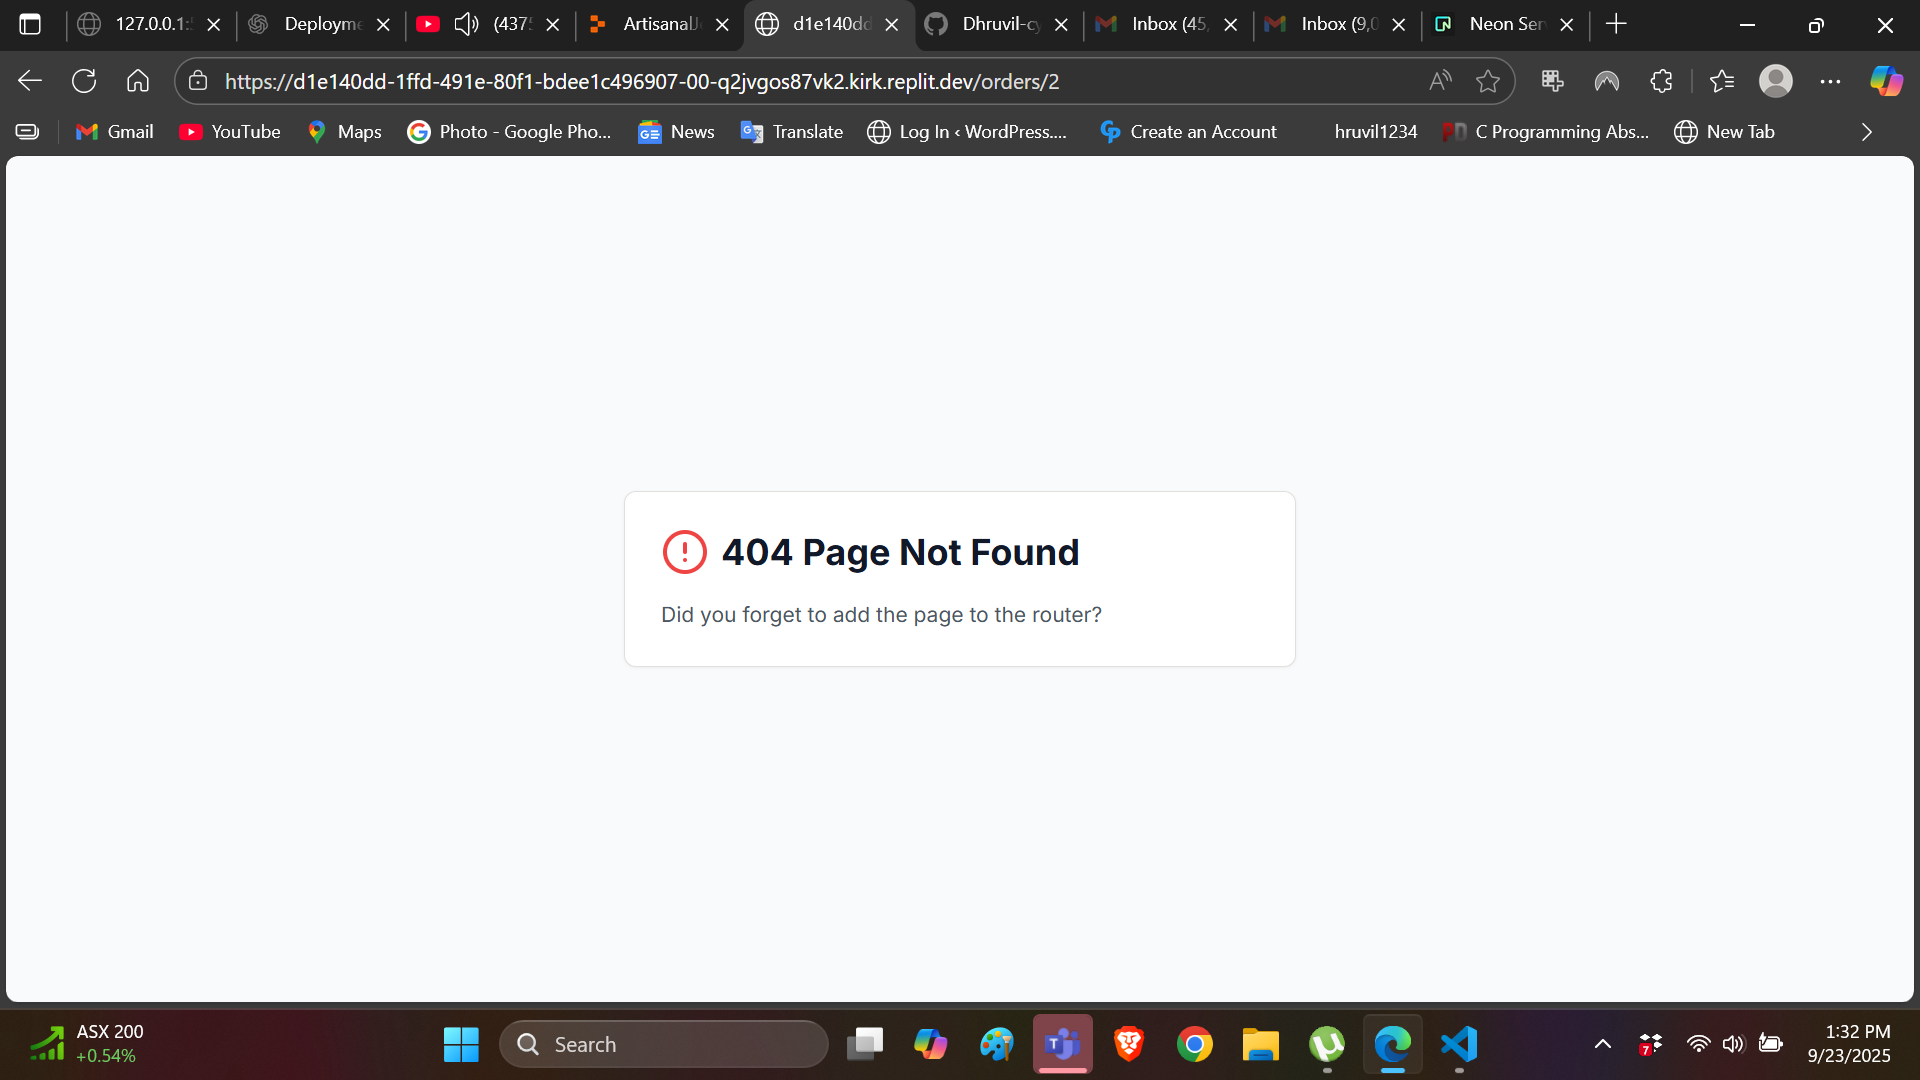 127.0.0.1:
Deployme
(437
ArtisanalJ
d1e140dd
Dhruvil-cy
Inbox (45,
Inbox (9,0
Neon Ser
https://d1e140dd-1ffd-491e-80f1-bdee1c496907-00-q2jvgos87vk2.kirk.replit.dev/orders/2
Gmail
YouTube
Maps
Photo - Google Pho...
News
Translate
Log In ‹ WordPress....
Create an Account
hruvil1234
C Programming Abs...
New Tab
404 Page Not Found
Did you forget to add the page to the router?
ASX 200
+0.54%
Search
7
1:32 PM
9/23/2025